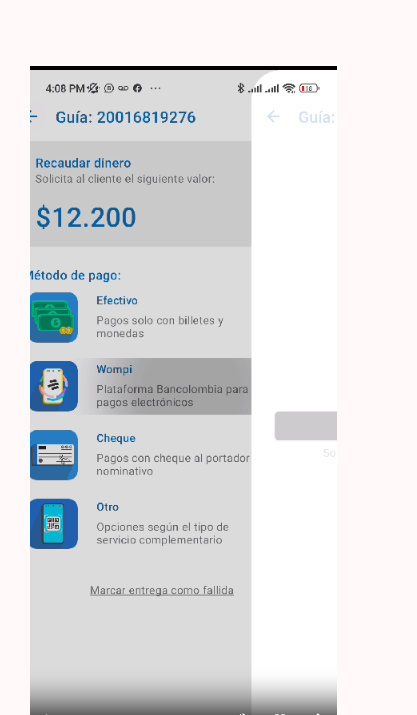 4:08 PM
Guía: 20016819276
Guía:
Recaudar dinero
Solicita al cliente el siguiente valor:
$12.200
Método de pago:
Efectivo
Pagos solo con billetes y
monedas
Wompi
Plataforma Bancolombia para
pagos electrónicos
So
Cheque
Pagos con cheque al portador
nominativo
Otro
Opciones según el tipo de
servicio complementario
Marcar entrega como fallida